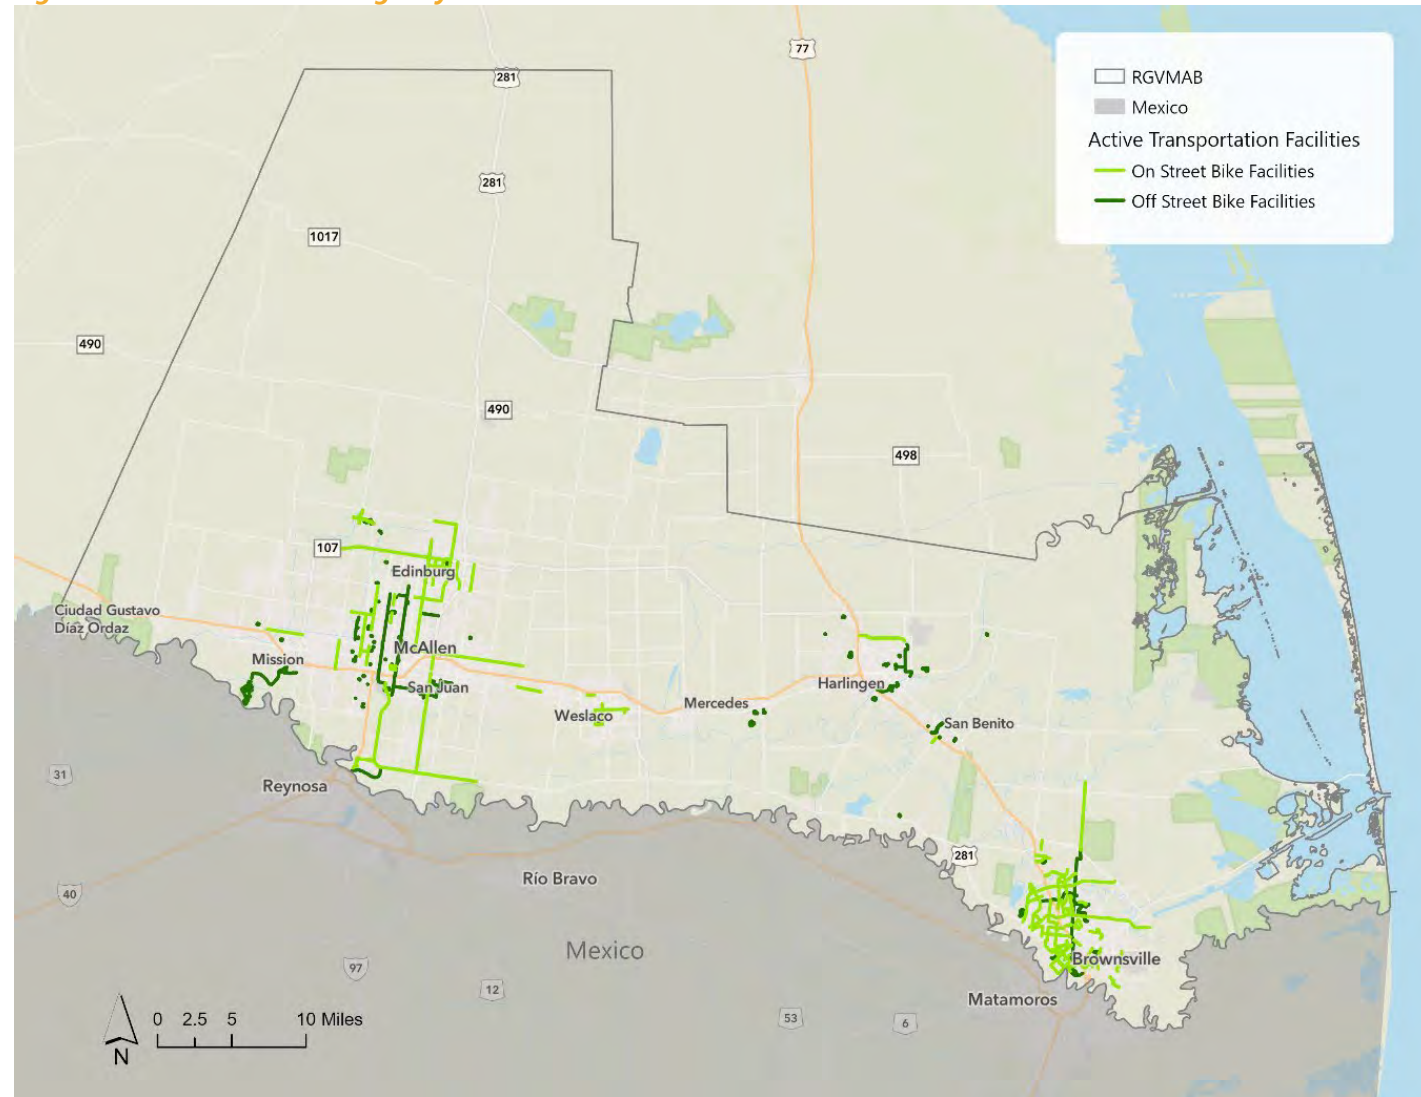 77
281
RGVMAB
Mexico
Active Transportation Facilities
On Street Bike Facilities
Off Street Bike Facilities
281
1017
490
490
498
107
Edinburg
Ciudad Gustavo
Díaz Ordaz
McAllen
Mission
San Juan
Harlingen
Mercedes
Weslaco
San Benito
31
Reynosa
281
Río Bravo
40
Mexico
Brownsville
97
12
Matamoros
53
6
0 2.5 5 10 Miles
N